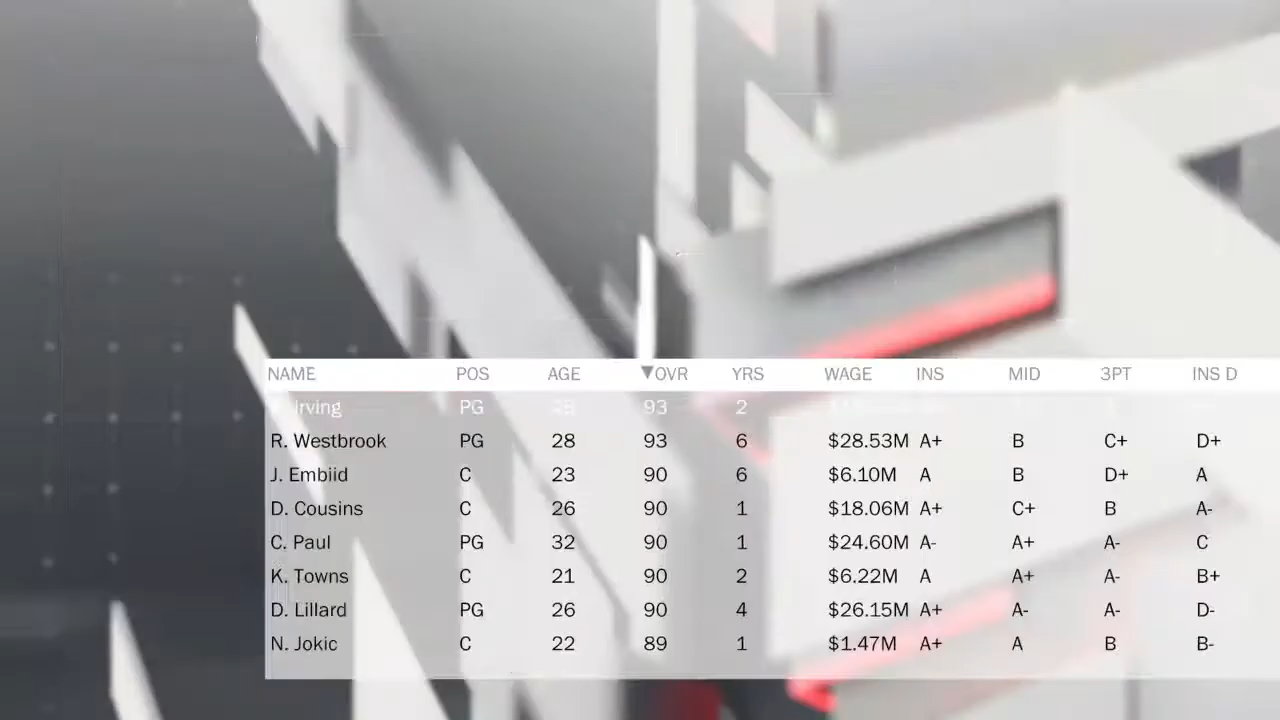 NAME POS AGE ▼OVR YRS WAGE INS MID 3PT INS D
Irving PG 93 2
R. Westbrook PG 28 93 6 $28.53M A+ B C+ D+
J. Embiid C 23 90 6 $6.10M A B D+ A
D. Cousins C 26 90 1 $18.06M A+ C+ B A-
C. Paul PG 32 90 1 $24.60M A- A+ A- C
K. Towns C 21 90 2 $6.22M A A+ A- B+
D. Lillard PG 26 90 4 $26.15M A+ A- A- D-
N. Jokic C 22 89 1 $1.47M A+ A B B-